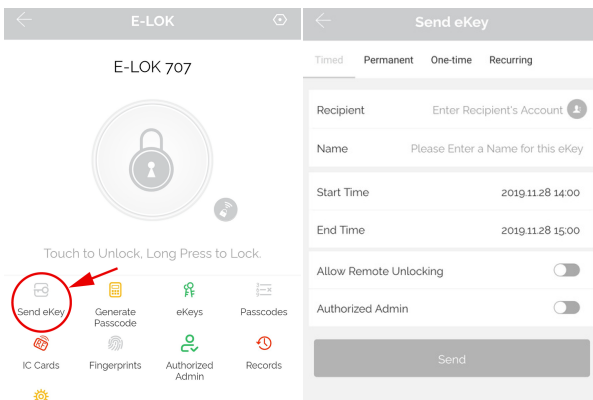 E-LOK
E-LOK 707
Touch to Unlock, Long Press to Lock.
Send eKey
Generate Passcode
eKeys
Passcodes
IC Cards
Fingerprints
Authorized Admin
Records
Send eKey
Timed Permanent One-time Recurring
Recipient Enter Recipient's Account
Name Please Enter a Name for this eKey
Start Time 2019.11.28 14:00
End Time 2019.11.28 15:00
Allow Remote Unlocking
Authorized Admin
Send